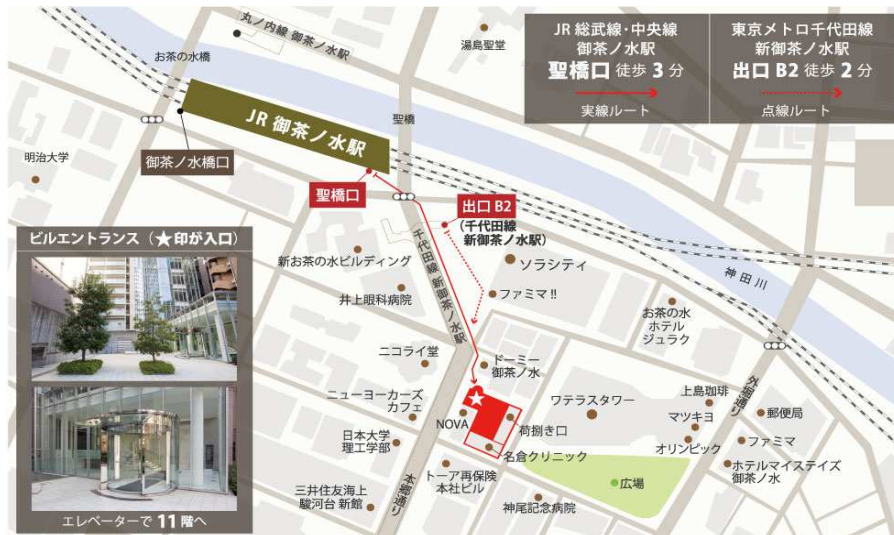 JR 総武線・中央線
御茶ノ水駅
聖橋口 徒歩 3 分
実線ルート
東京メトロ千代田線
新御茶ノ水駅
出口 B2 徒歩 2 分
点線ルート
丸ノ内線 御茶ノ水駅
お茶の水橋
湯島聖堂
聖橋
JR 御茶ノ水駅
明治大学
御茶ノ水橋口
聖橋口
出口 B2
(千代田線
新御茶ノ水駅)
ビルエントランス (★印が入口)
新お茶の水ビルディング
千代田線 新御茶ノ水駅
ソラシティ
神田川
井上眼科病院
ファミマ !!
お茶の水
ホテル
ジュラク
ニコライ堂
ドーミー
御茶ノ水
外堀通り
ニューヨーカーズ
カフェ
NOVA
ワテラスタワー
上島珈琲
マツキヨ
郵便局
荷捌き口
オリンピック
ファミマ
日本大学
理工学部
名倉クリニック
ホテルマイステイズ
御茶ノ水
トーア再保険
本社ビル
広場
三井住友海上
駿河台 新館
本郷通り
神尾記念病院
エレベーターで 11 階へ